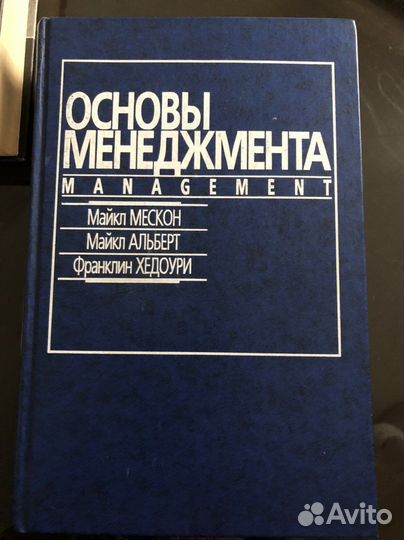 ОСНОВЫ
МЕНЕДЖМЕНТА
MANAGEMENT
Майкл МЕСКОН
Майкл АЛЬБЕРТ
Франклин ХЕДОУРИ
Avito